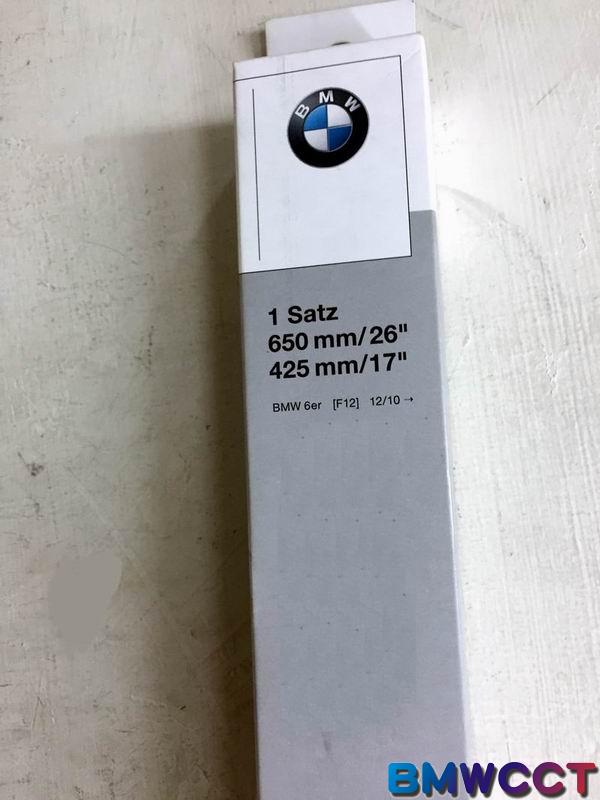 BMW
1 Satz
650 mm/26"
425 mm/17"
BMW 6er [F12] 12/10 →
BMWCCT